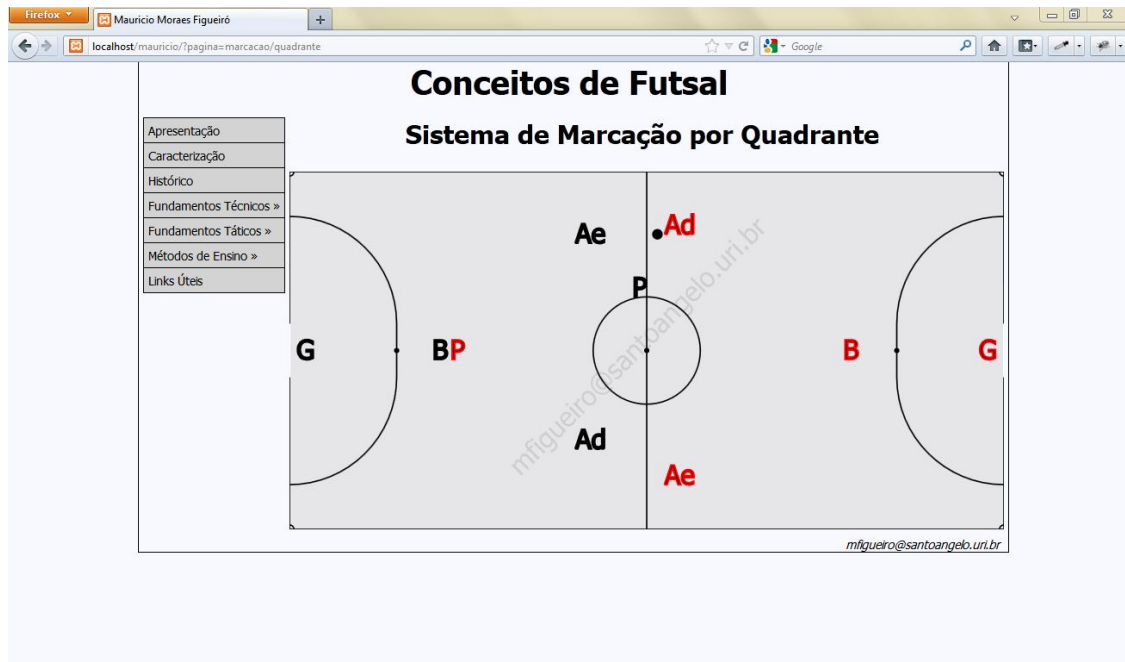 Firefox
Mauricio Moraes Figueiró
+
localhost/mauricio/?pagina=marcacao/quadrante
Google
Conceitos de Futsal
Sistema de Marcação por Quadrante
Apresentação
Caracterização
Histórico
Fundamentos Técnicos »
Fundamentos Táticos »
Métodos de Ensino »
Links Úteis
Ae
Ad
P
G
B
P
B
G
Ad
Ae
mfigueiro@santoangelo.uri.br
mfigueiro@santoangelo.uri.br